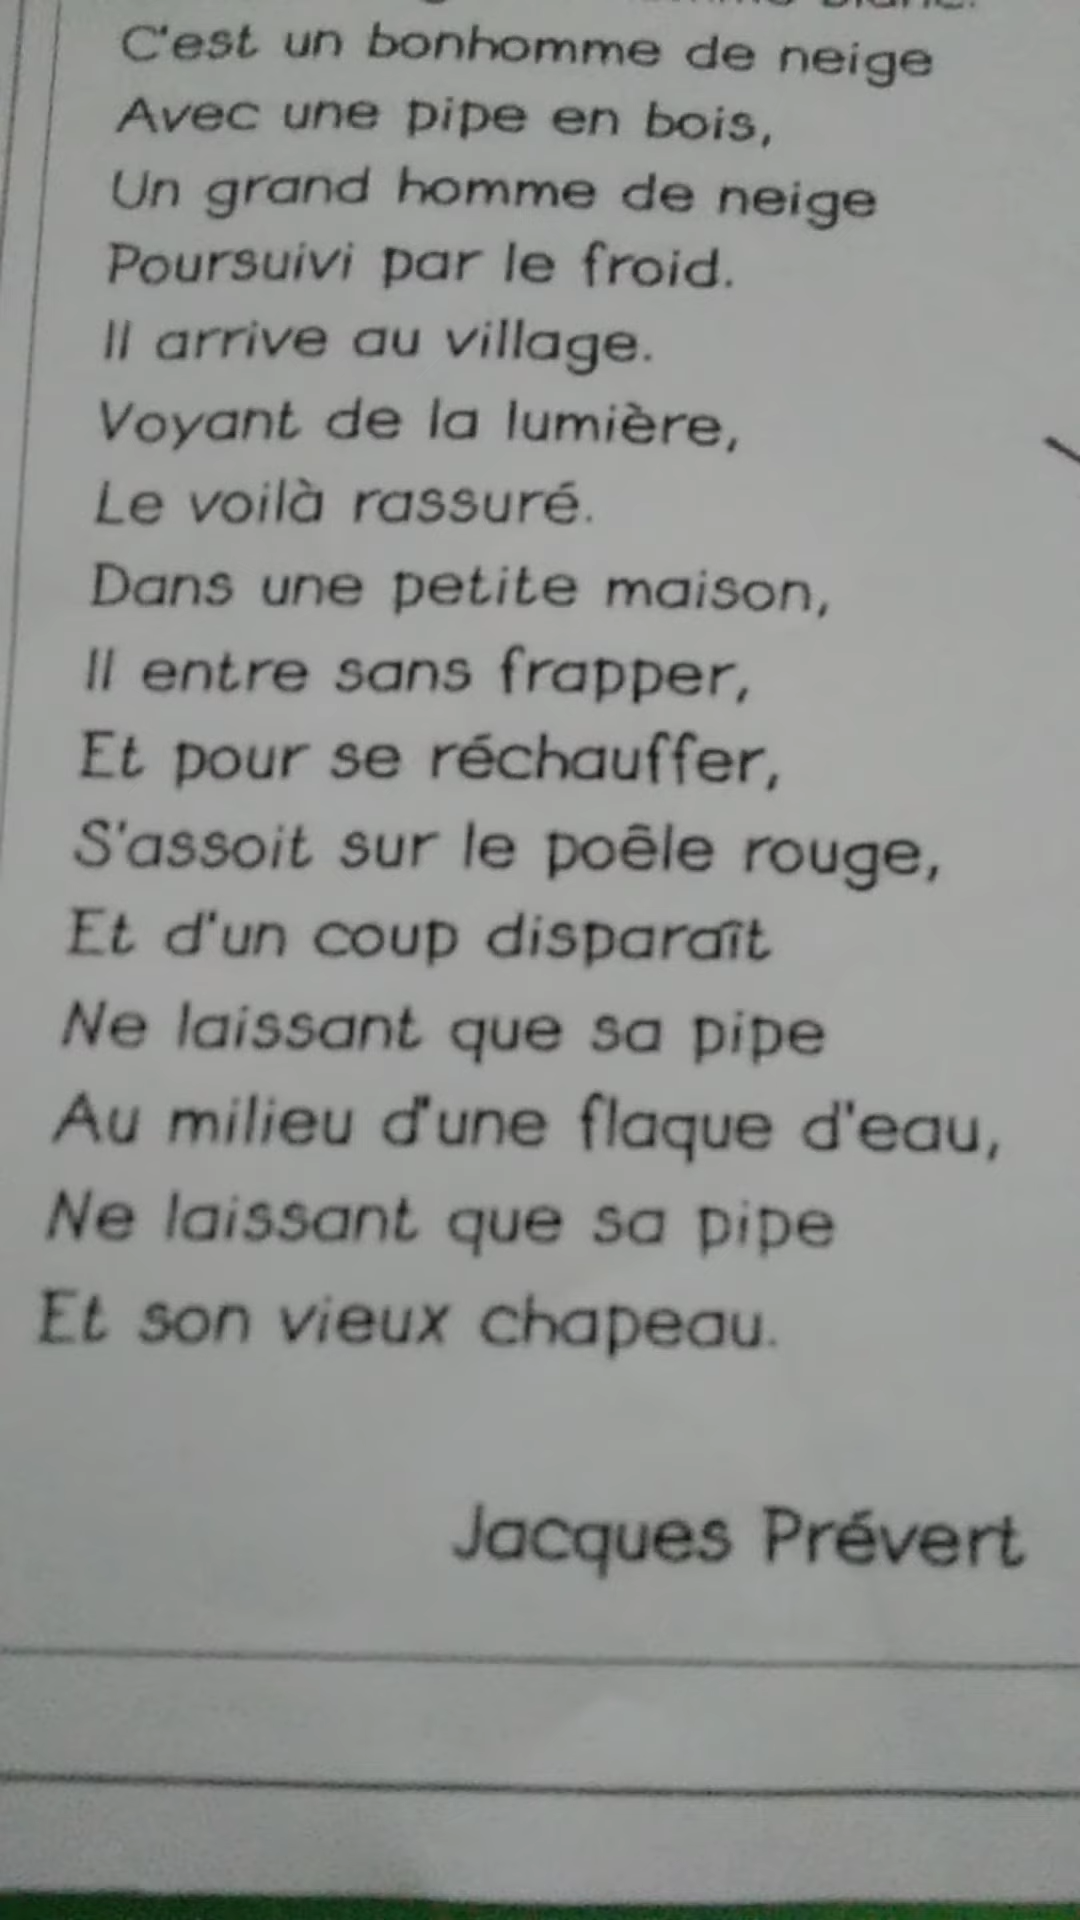 C'est un bonhomme de neige
Avec une pipe en bois,
Un grand homme de neige
Poursuivi par le froid.
Il arrive au village.
Voyant de la lumière,
Le voilà rassuré.
Dans une petite maison,
Il entre sans frapper,
Et pour se réchauffer,
S'assoit sur le poêle rouge,
Et d'un coup disparaît
Ne laissant que sa pipe
Au milieu d'une flaque d'eau,
Ne laissant que sa pipe
Et son vieux chapeau.
Jacques Prévert